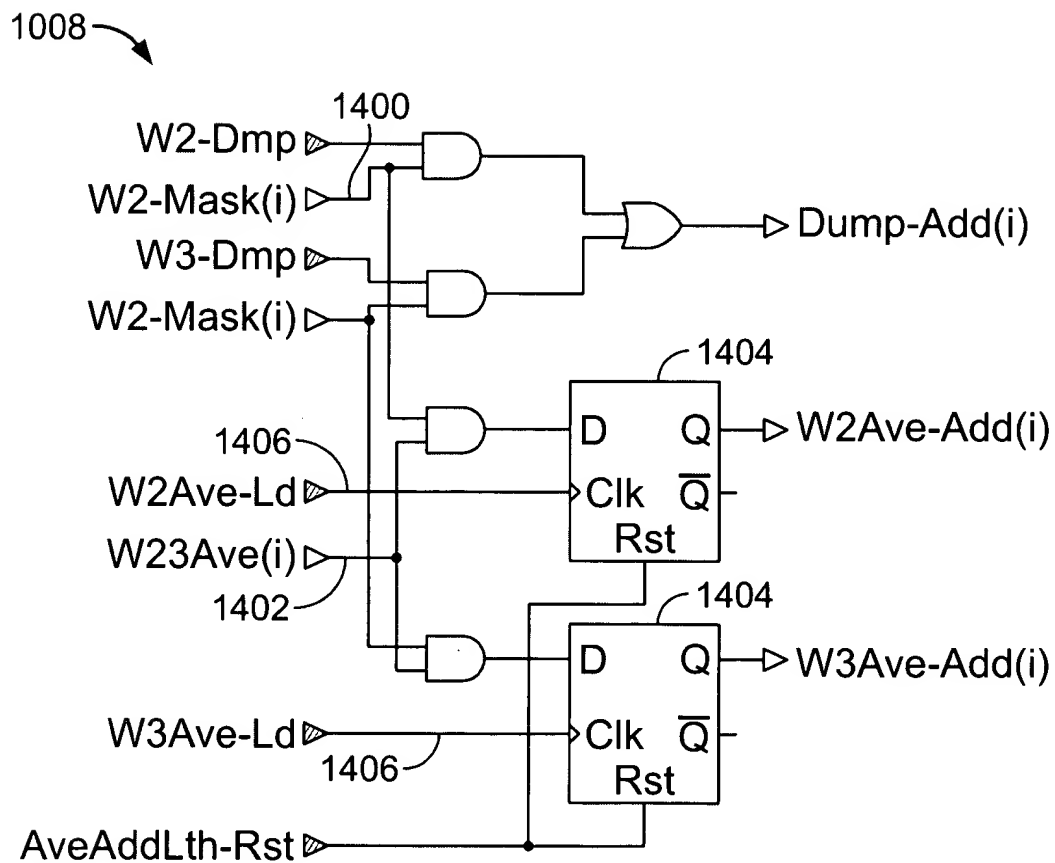 1008
1400
W2-Dmp
W2-Mask(i)
Dump-Add(i)
W3-Dmp
W2-Mask(i)
1404
D Q
W2Ave-Add(i)
1406
W2Ave-Ld
Clk Q
Rst
W23Ave(i)
1402
1404
D Q
W3Ave-Add(i)
W3Ave-Ld
Clk Q
1406
Rst
AveAddLth-Rst